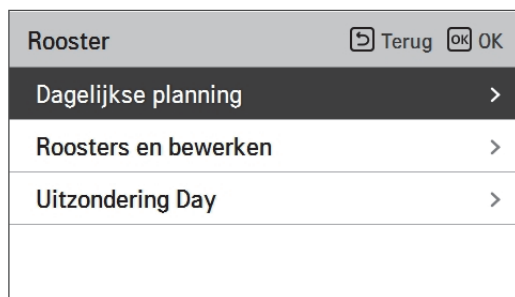 Rooster Terug OK OK
Dagelijkse planning >
Roosters en bewerken >
Uitzondering Day >